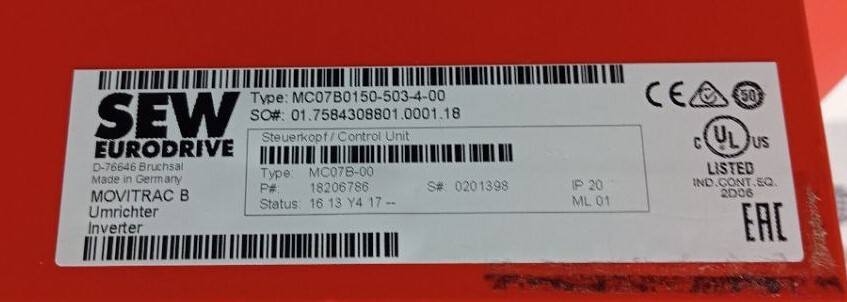 SEW
EURODRIVE
D-76646 Bruchsal
Made in Germany
MOVITRAC B
Umrichter
Inverter
Type: MC07B0150-503-4-00
SO#: 01.7584308801.0001.18
Steuerkopf / Control Unit
Type: MC07B-00
P#: 18206786 S#: 0201398 IP 20
Status: 16 13 Y4 17 -- ML 01
CE 50
C UL US
LISTED
IND.CONT.EQ.
2D06
EAC